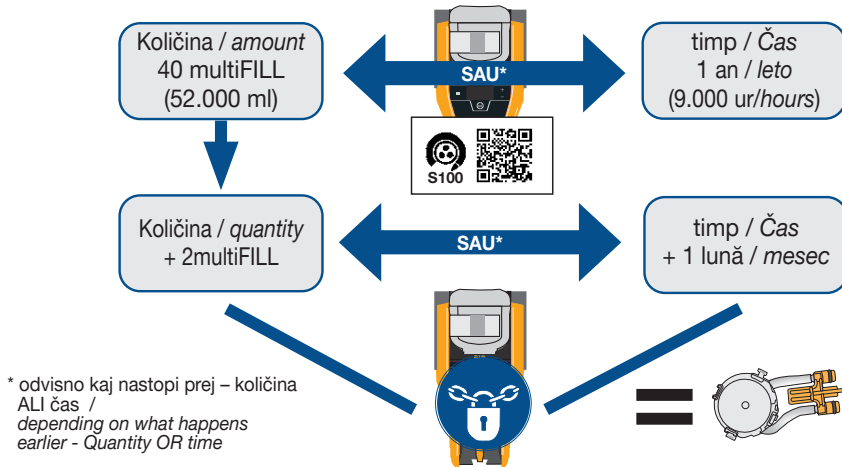 Količina / amount
40 multiFILL
(52.000 ml)
SAU*
timp / Čas
1 an / leto
(9.000 ur/hours)
S100
Količina / quantity
+ 2multiFILL
SAU*
timp / Čas
+ 1 lună / mesec
* odvisno kaj nastopi prej – količina
ALI čas /
depending on what happens
earlier - Quantity OR time